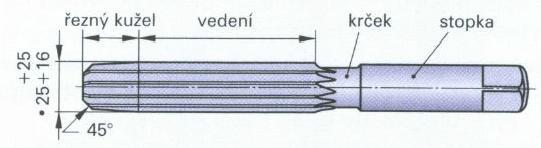 řezný kužel
vedení
krček
stopka
+25
•25+16
45°